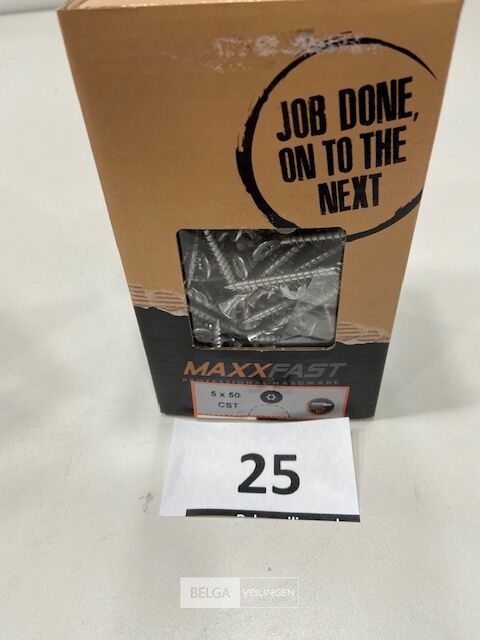 JOB DONE,
ON TO THE
NEXT
MAXXFAST
PROFESSIONAL HARDWARE
5 x 50
CST
25
BELGA VEILINGEN